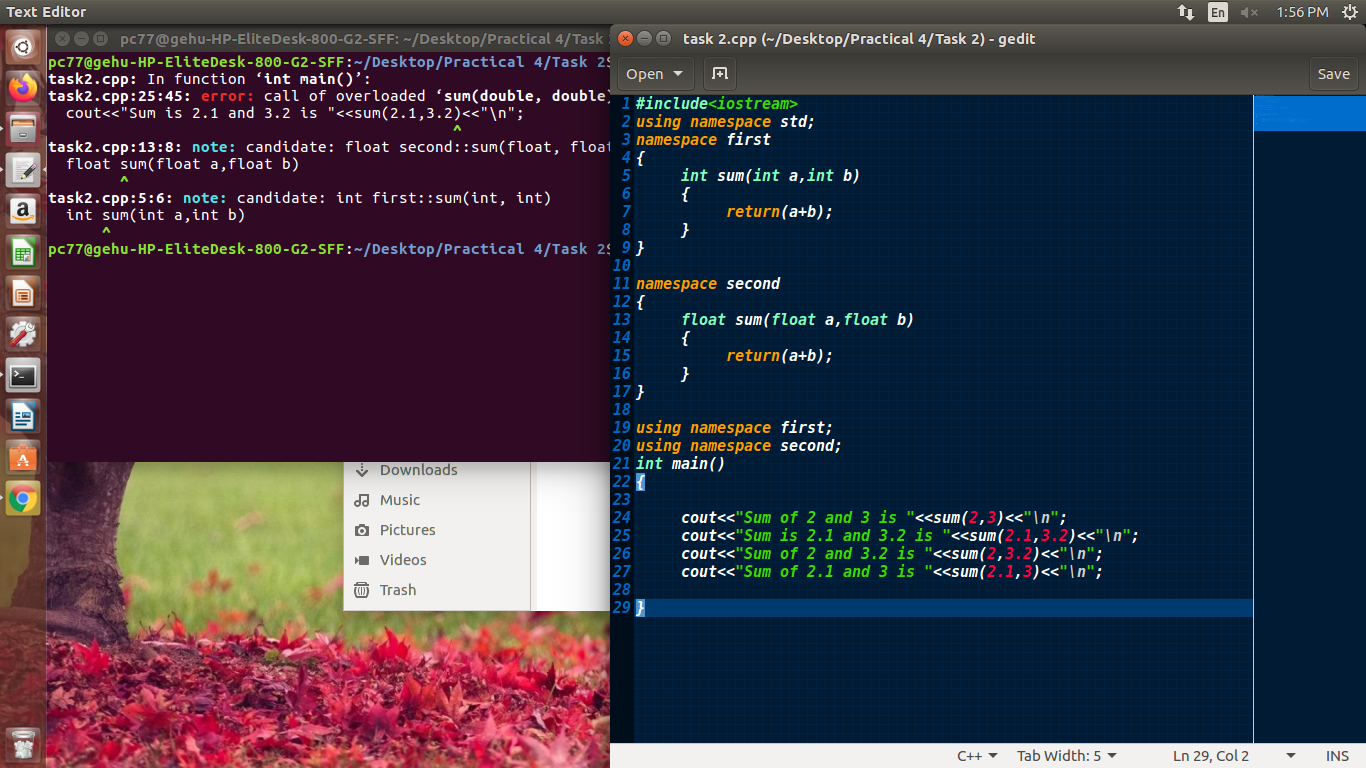 Text Editor
En
1:56 PM
pc77@gehu-HP-EliteDesk-800-G2-SFF: ~/Desktop/Practical 4/Task
pc77@gehu-HP-EliteDesk-800-G2-SFF:~/Desktop/Practical 4/Task 2$
task2.cpp: In function ‘int main()’:
task2.cpp:25:45: error: call of overloaded ‘sum(double, double)
cout<<"Sum is 2.1 and 3.2 is "<<sum(2.1,3.2)<<"\n";
^
task2.cpp:13:8: note: candidate: float second::sum(float, floa
float sum(float a,float b)
^
task2.cpp:5:6: note: candidate: int first::sum(int, int)
int sum(int a,int b)
^
pc77@gehu-HP-EliteDesk-800-G2-SFF:~/Desktop/Practical 4/Task 2$
Downloads
Music
Pictures
Videos
Trash
task 2.cpp (~/Desktop/Practical 4/Task 2) - gedit
Open
Save
1 #include<iostream>
2 using namespace std;
3 namespace first
4 {
5 int sum(int a,int b)
6 {
7 return(a+b);
8 }
9 }
10
11 namespace second
12 {
13 float sum(float a,float b)
14 {
15 return(a+b);
16 }
17 }
18
19 using namespace first;
20 using namespace second;
21 int main()
22 {
23
24 cout<<"Sum of 2 and 3 is "<<sum(2,3)<<"\n";
25 cout<<"Sum is 2.1 and 3.2 is "<<sum(2.1,3.2)<<"\n";
26 cout<<"Sum of 2 and 3.2 is "<<sum(2,3.2)<<"\n";
27 cout<<"Sum of 2.1 and 3 is "<<sum(2.1,3)<<"\n";
28
29 }
C++
Tab Width: 5
Ln 29, Col 2
INS